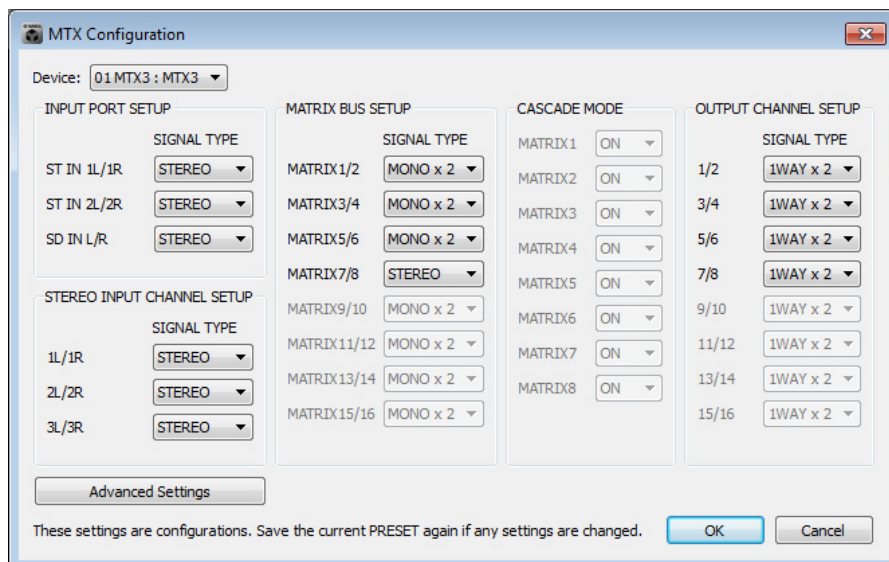 MTX Configuration
Device: 01 MTX3 : MTX3
INPUT PORT SETUP
SIGNAL TYPE
ST IN 1L/1R STEREO
ST IN 2L/2R STEREO
SD IN L/R STEREO
STEREO INPUT CHANNEL SETUP
SIGNAL TYPE
1L/1R STEREO
2L/2R STEREO
3L/3R STEREO
MATRIX BUS SETUP
SIGNAL TYPE
MATRIX1/2 MONO x 2
MATRIX3/4 MONO x 2
MATRIX5/6 MONO x 2
MATRIX7/8 STEREO
MATRIX9/10 MONO x 2
MATRIX11/12 MONO x 2
MATRIX13/14 MONO x 2
MATRIX15/16 MONO x 2
CASCADE MODE
MATRIX1 ON
MATRIX2 ON
MATRIX3 ON
MATRIX4 ON
MATRIX5 ON
MATRIX6 ON
MATRIX7 ON
MATRIX8 ON
OUTPUT CHANNEL SETUP
SIGNAL TYPE
1/2 1WAY x 2
3/4 1WAY x 2
5/6 1WAY x 2
7/8 1WAY x 2
9/10 1WAY x 2
11/12 1WAY x 2
13/14 1WAY x 2
15/16 1WAY x 2
Advanced Settings
These settings are configurations. Save the current PRESET again if any settings are changed.
OK
Cancel